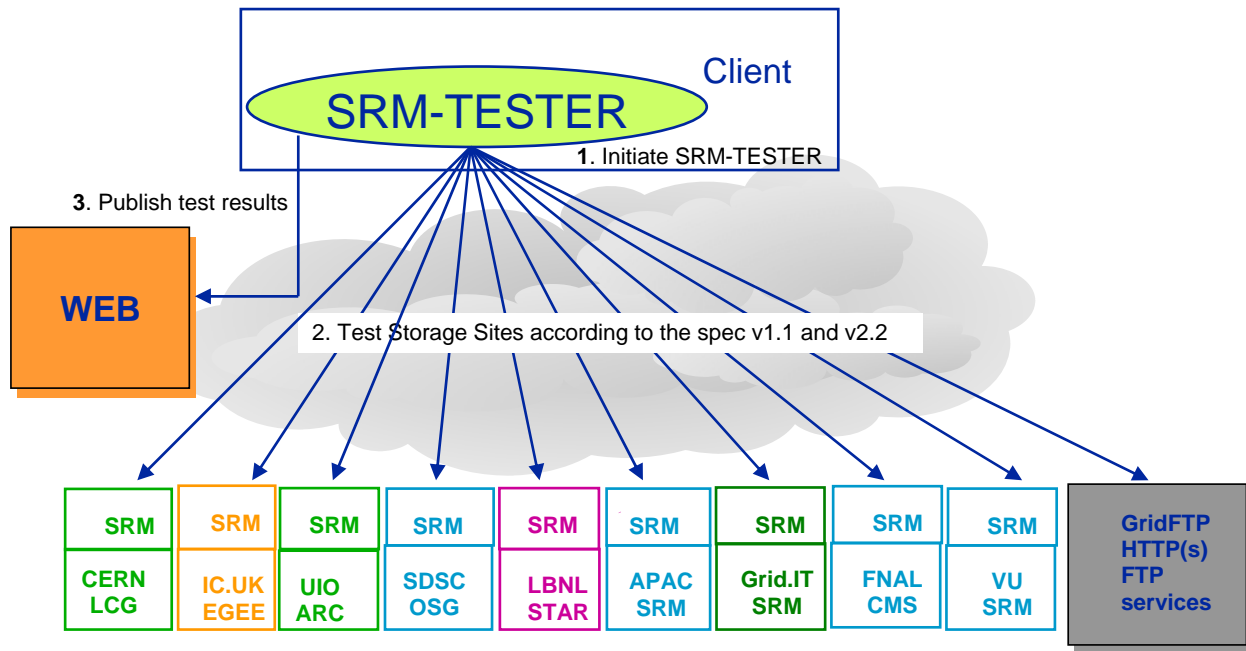 Client
SRM-TESTER
1. Initiate SRM-TESTER
3. Publish test results
WEB
2. Test Storage Sites according to the spec v1.1 and v2.2
SRM
CERN
LCG
SRM
IC.UK
EGEE
SRM
UIO
ARC
SRM
SDSC
OSG
SRM
LBNL
STAR
SRM
APAC
SRM
SRM
Grid.IT
SRM
SRM
FNAL
CMS
SRM
VU
SRM
GridFTP
HTTP(s)
FTP
services